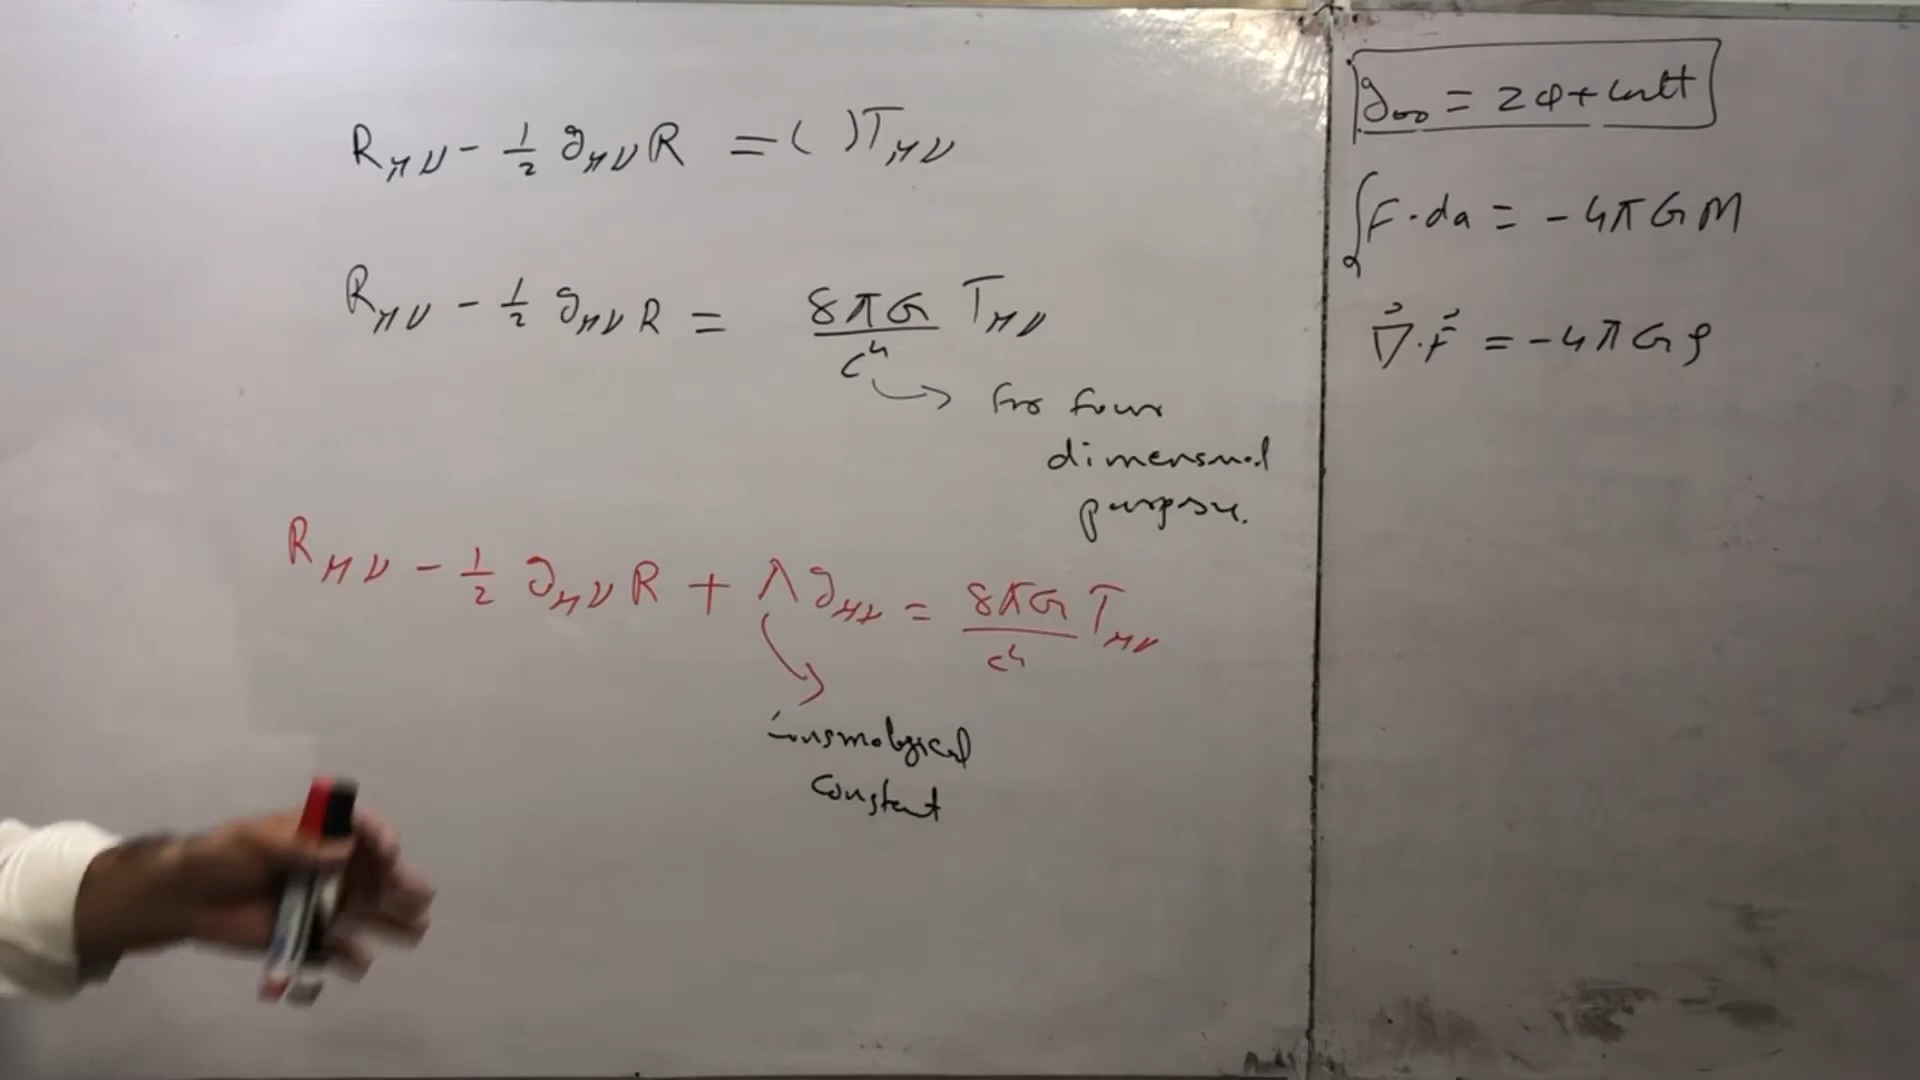 R_μν - 1/2 g_μν R = ( ) T_μν
R_μν - 1/2 g_μν R = 8πG/c⁴ T_μν
→ for four
dimensional
purpose.
R_μν - 1/2 g_μν R + Λ g_μν = 8πG/c⁴ T_μν
Cousmological
Constant
g₀₀ = 2φ + const
∫F·da = -4πGM
∇⃗·F⃗ = -4πGρ